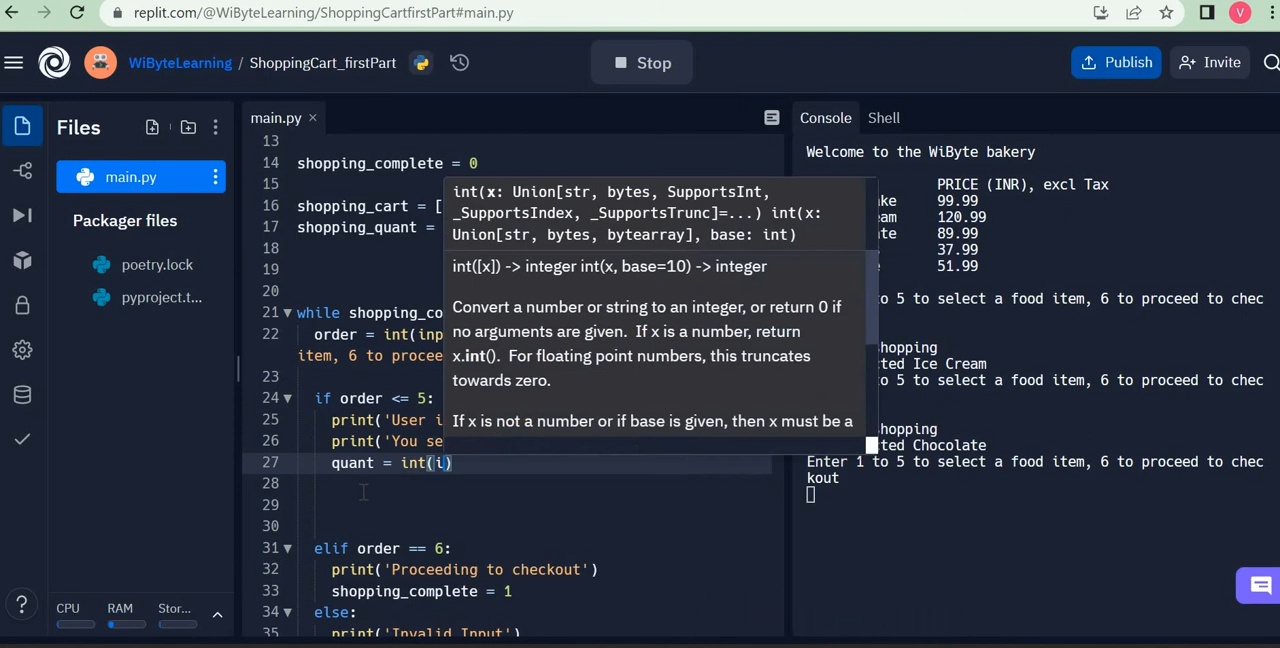 replit.com/@WiByteLearning/ShoppingCartfirstPart#main.py
V
WiByteLearning / ShoppingCart_firstPart
Stop
Publish
Invite
Files
main.py
Packager files
poetry.lock
pyproject.t...
CPU RAM Stor...
?
main.py ×
13
14 shopping_complete = 0
15
16 shopping_cart = [
17 shopping_quant =
18
19
20
21 while shopping_co
22 order = int(inp
item, 6 to procee
23
24 if order <= 5:
25 print('User i
26 print('You se
27 quant = int(i)
28
29
30
31 elif order == 6:
32 print('Proceeding to checkout')
33 shopping_complete = 1
34 else:
35 print('Invalid Input')
int(x: Union[str, bytes, SupportsInt,
_SupportsIndex, _SupportsTrunc]=...) int(x:
Union[str, bytes, bytearray], base: int)
int([x]) -> integer int(x, base=10) -> integer
Convert a number or string to an integer, or return 0 if
no arguments are given. If x is a number, return
x.int(). For floating point numbers, this truncates
towards zero.
If x is not a number or if base is given, then x must be a
Console Shell
Welcome to the WiByte bakery
PRICE (INR), excl Tax
ke 99.99
eam 120.99
te 89.99
37.99
51.99
to 5 to select a food item, 6 to proceed to chec
shopping
cted Ice Cream
to 5 to select a food item, 6 to proceed to chec
shopping
cted Chocolate
Enter 1 to 5 to select a food item, 6 to proceed to chec
kout